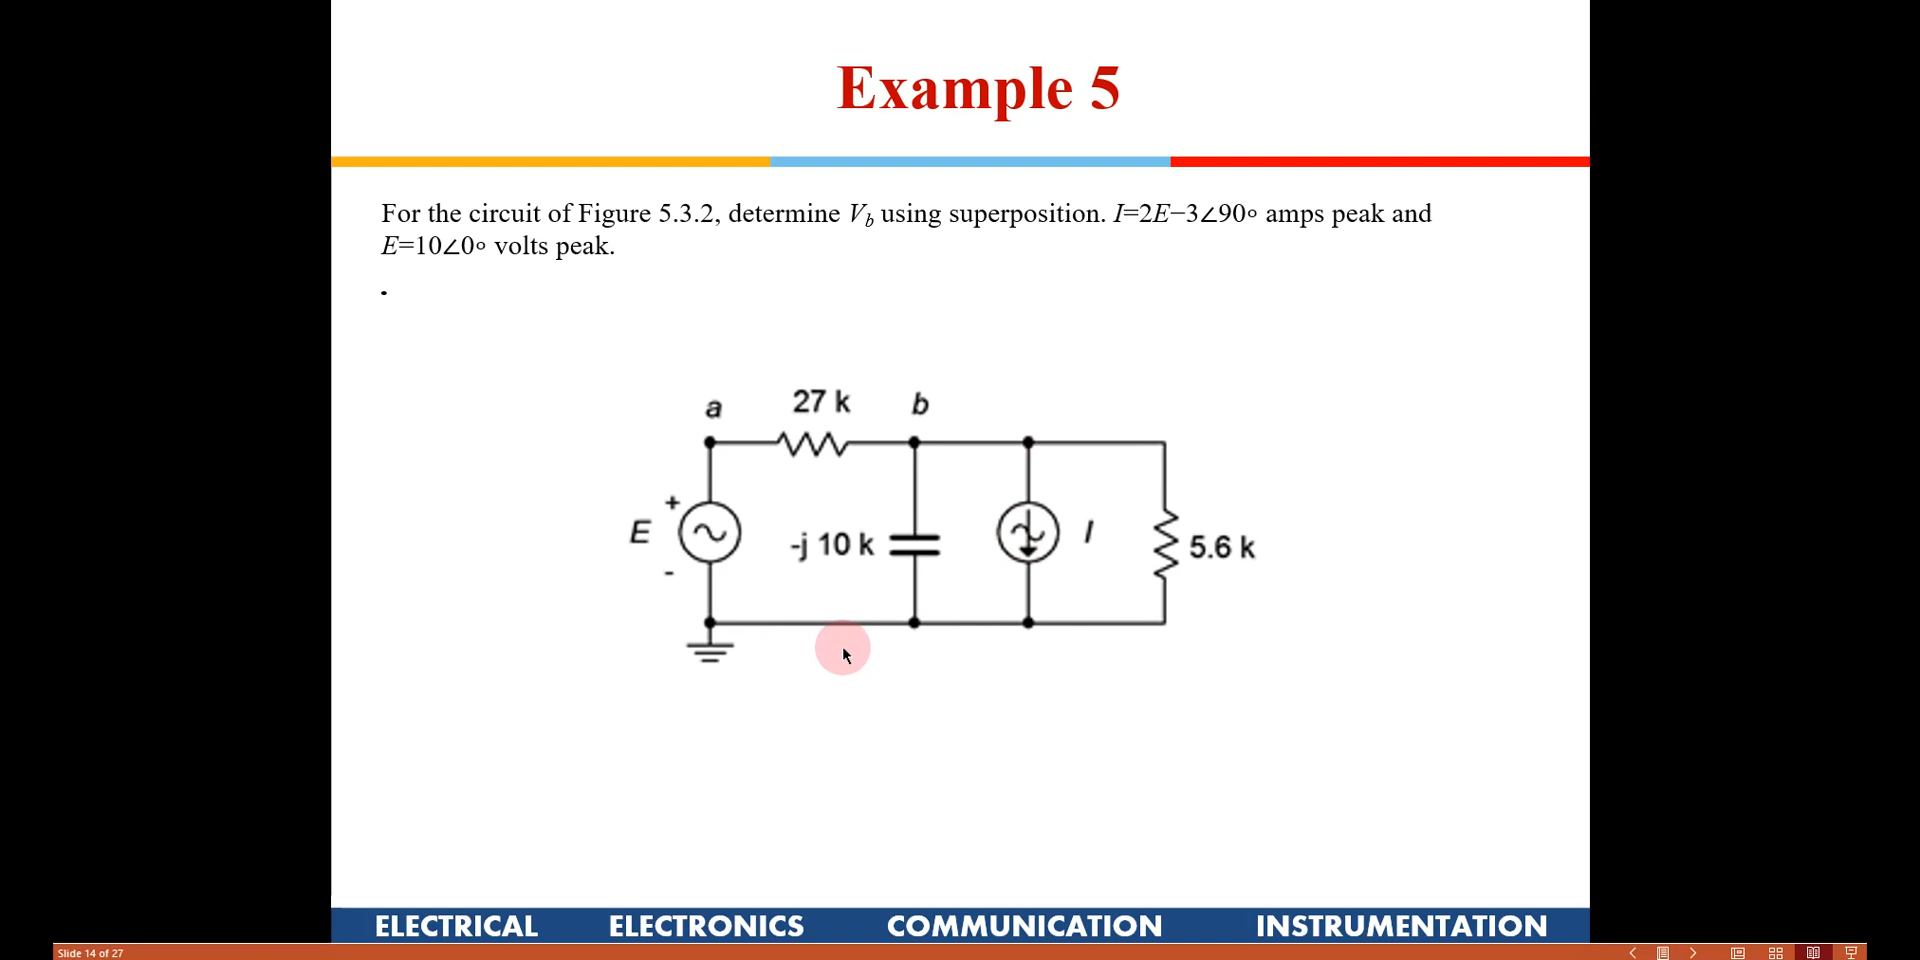 Example 5
For the circuit of Figure 5.3.2, determine Vb using superposition. I=2E−3∠90∘ amps peak and
E=10∠0∘ volts peak.
.
a 27 k b
+
E -j 10 k I 5.6 k
-
ELECTRICAL ELECTRONICS COMMUNICATION INSTRUMENTATION
Slide 14 of 27